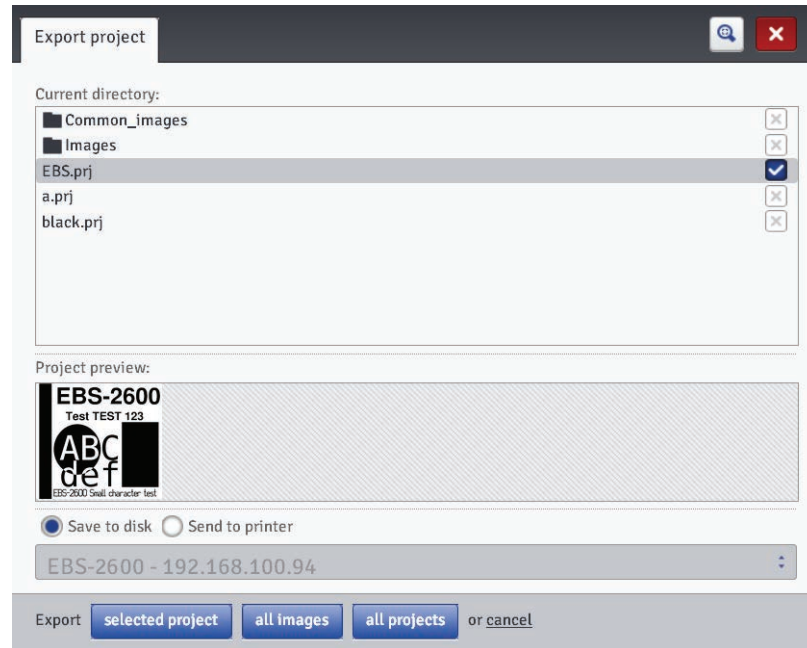 Export project
Current directory:
Common_images
Images
EBS.prj
a.prj
black.prj
Project preview:
EBS-2600
Test TEST 123
ABC
def
EBS-2600 Small character test
Save to disk Send to printer
EBS-2600 - 192.168.100.94
Export selected project all images all projects or cancel